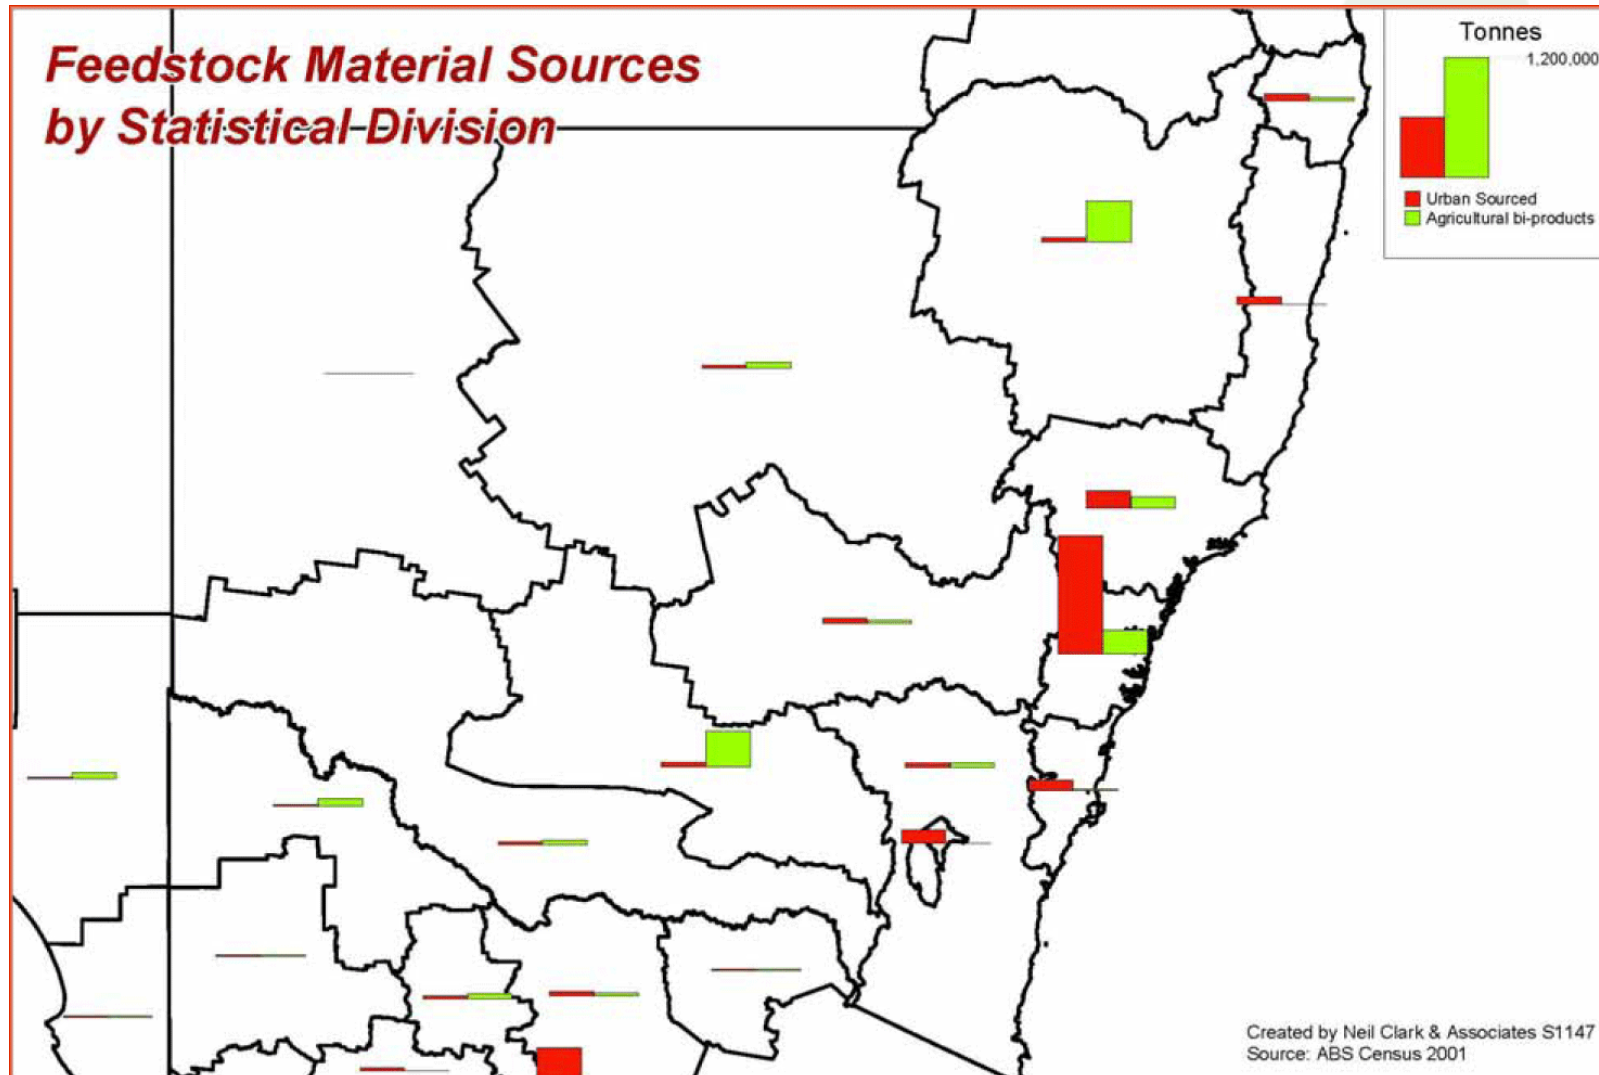 Feedstock Material Sources
by Statistical Division
Tonnes
1,200,000
Urban Sourced
Agricultural bi-products
Created by Neil Clark & Associates S1147
Source: ABS Census 2001